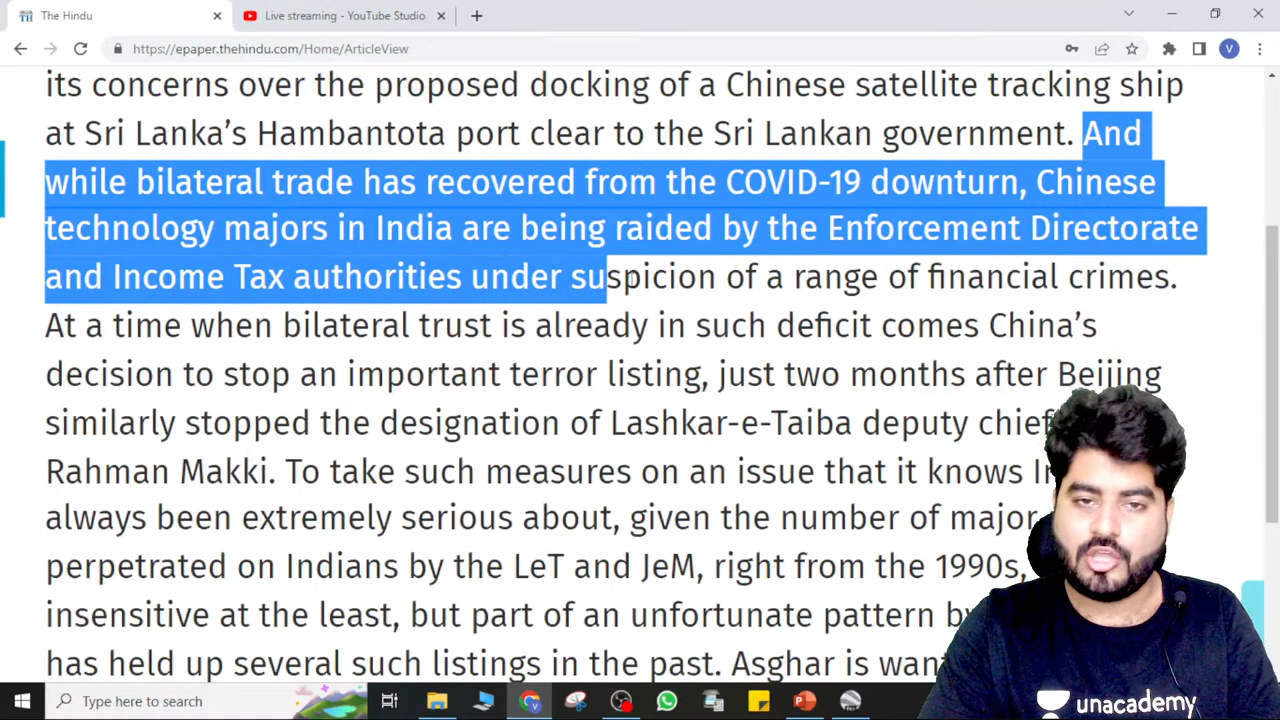 The Hindu
Live streaming - YouTube Studio
https://epaper.thehindu.com/Home/ArticleView
V
its concerns over the proposed docking of a Chinese satellite tracking ship
at Sri Lanka’s Hambantota port clear to the Sri Lankan government. And
while bilateral trade has recovered from the COVID-19 downturn, Chinese
technology majors in India are being raided by the Enforcement Directorate
and Income Tax authorities under suspicion of a range of financial crimes.
At a time when bilateral trust is already in such deficit comes China’s
decision to stop an important terror listing, just two months after Beijing
similarly stopped the designation of Lashkar-e-Taiba deputy chief
Rahman Makki. To take such measures on an issue that it knows
always been extremely serious about, given the number of major
perpetrated on Indians by the LeT and JeM, right from the 1990s,
insensitive at the least, but part of an unfortunate pattern
has held up several such listings in the past. Asghar is
Type here to search
unacademy